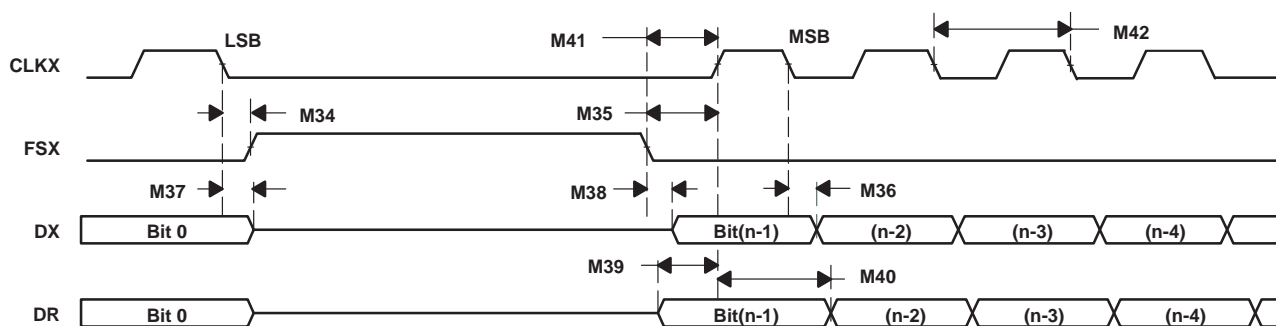 LSB M41 MSB M42
CLKX
M34 M35
FSX
M37 M38 M36
DX Bit 0 Bit(n-1) (n-2) (n-3) (n-4)
M39 M40
DR Bit 0 Bit(n-1) (n-2) (n-3) (n-4)